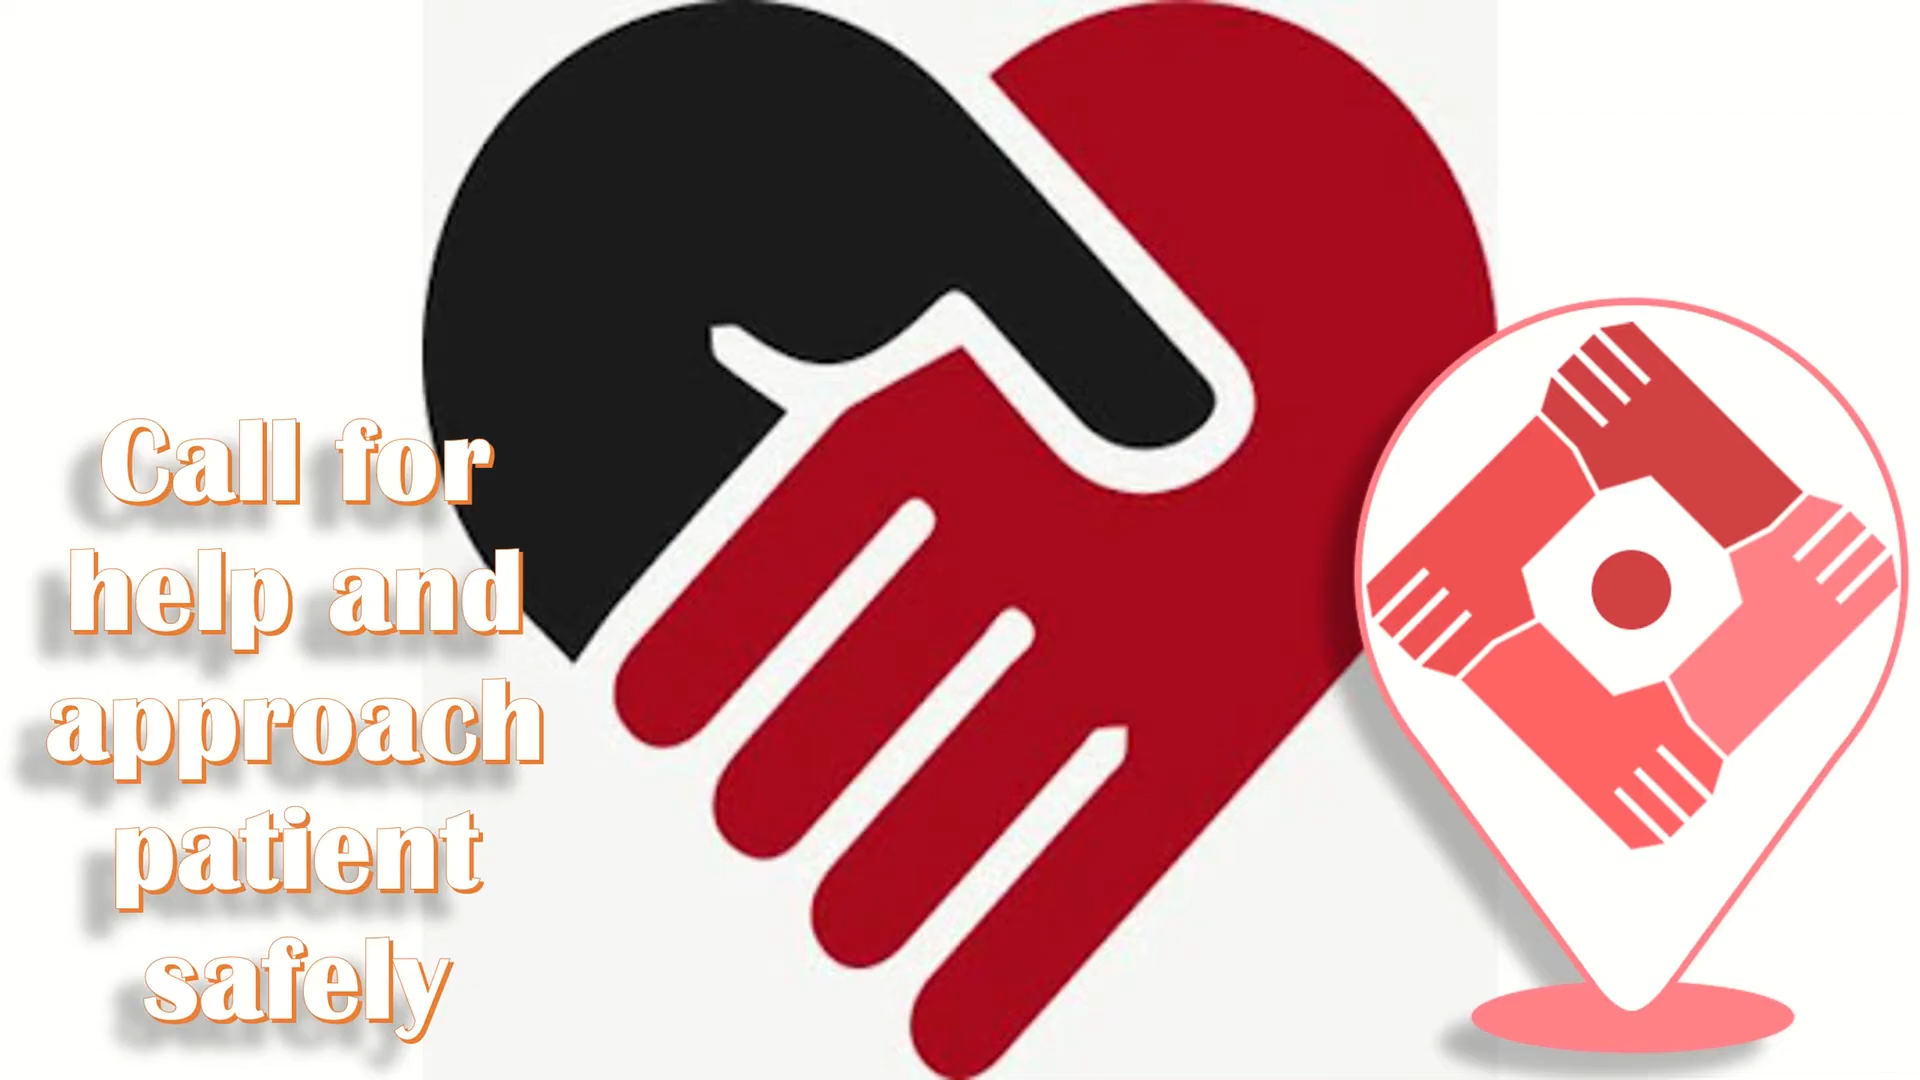 Call for
help and
approach
patient
safely